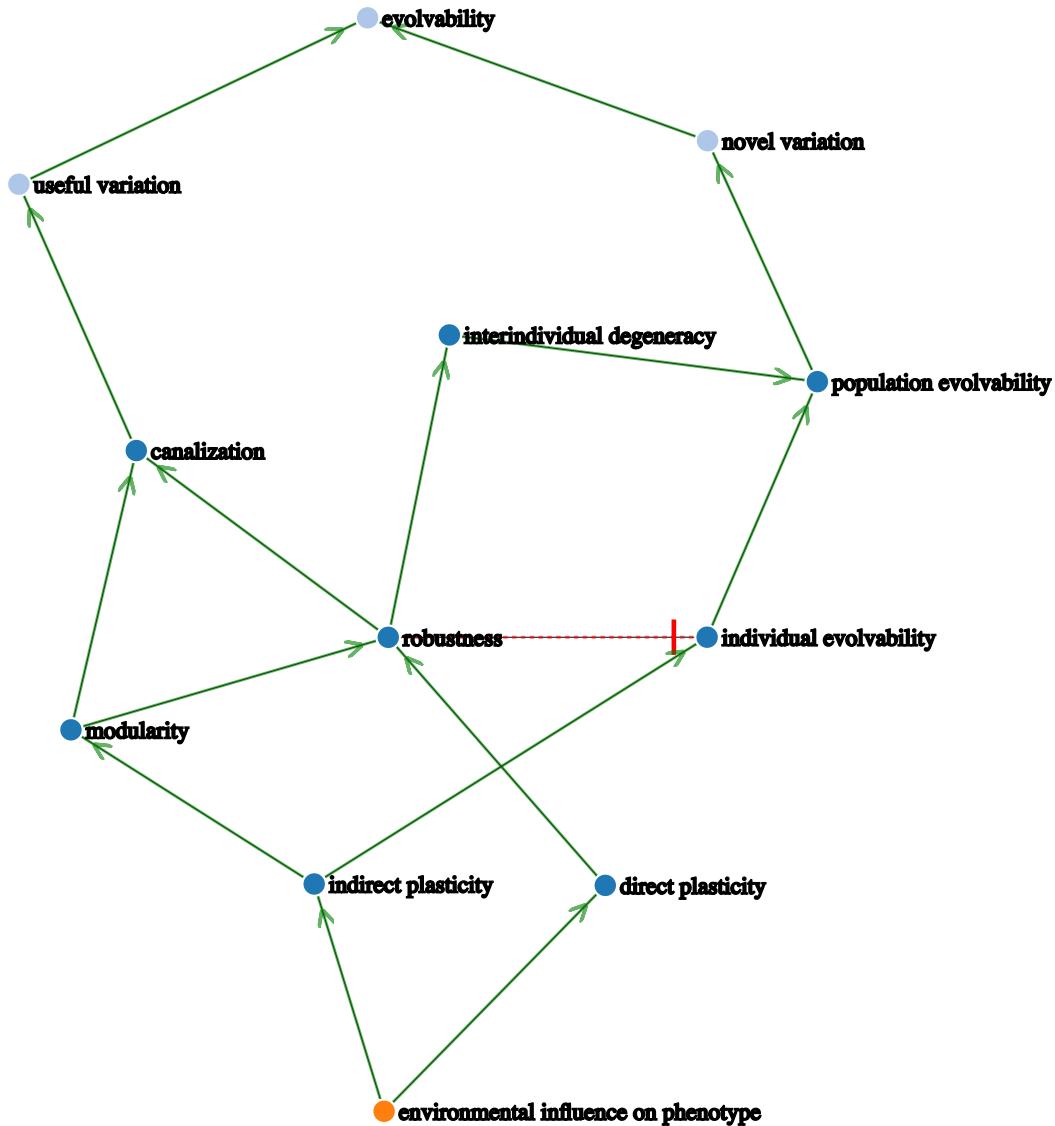 evolvability
novel variation
useful variation
interindividual degeneracy
population evolvability
canalization
robustness
individual evolvability
modularity
indirect plasticity
direct plasticity
environmental influence on phenotype